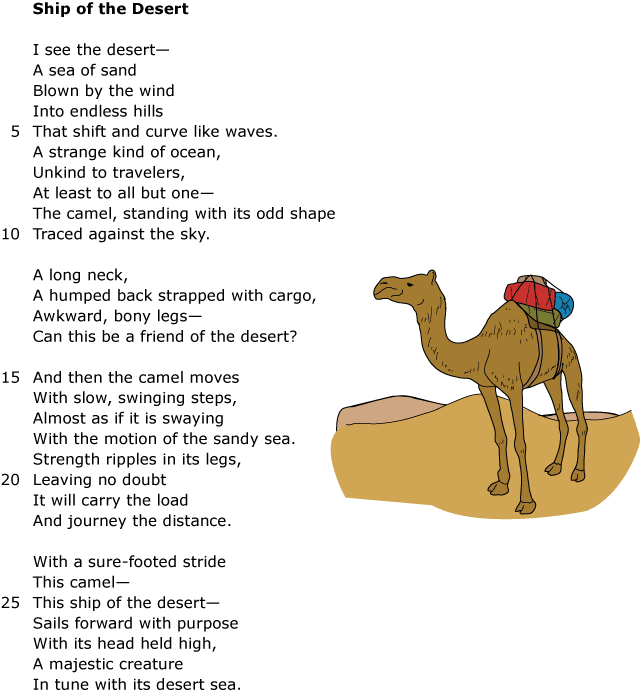 Ship of the Desert
I see the desert—
A sea of sand
Blown by the wind
Into endless hills
5 That shift and curve like waves.
A strange kind of ocean,
Unkind to travelers,
At least to all but one—
The camel, standing with its odd shape
10 Traced against the sky.
A long neck,
A humped back strapped with cargo,
Awkward, bony legs—
Can this be a friend of the desert?
15 And then the camel moves
With slow, swinging steps,
Almost as if it is swaying
With the motion of the sandy sea.
Strength ripples in its legs,
20 Leaving no doubt
It will carry the load
And journey the distance.
With a sure-footed stride
This camel—
25 This ship of the desert—
Sails forward with purpose
With its head held high,
A majestic creature
In tune with its desert sea.